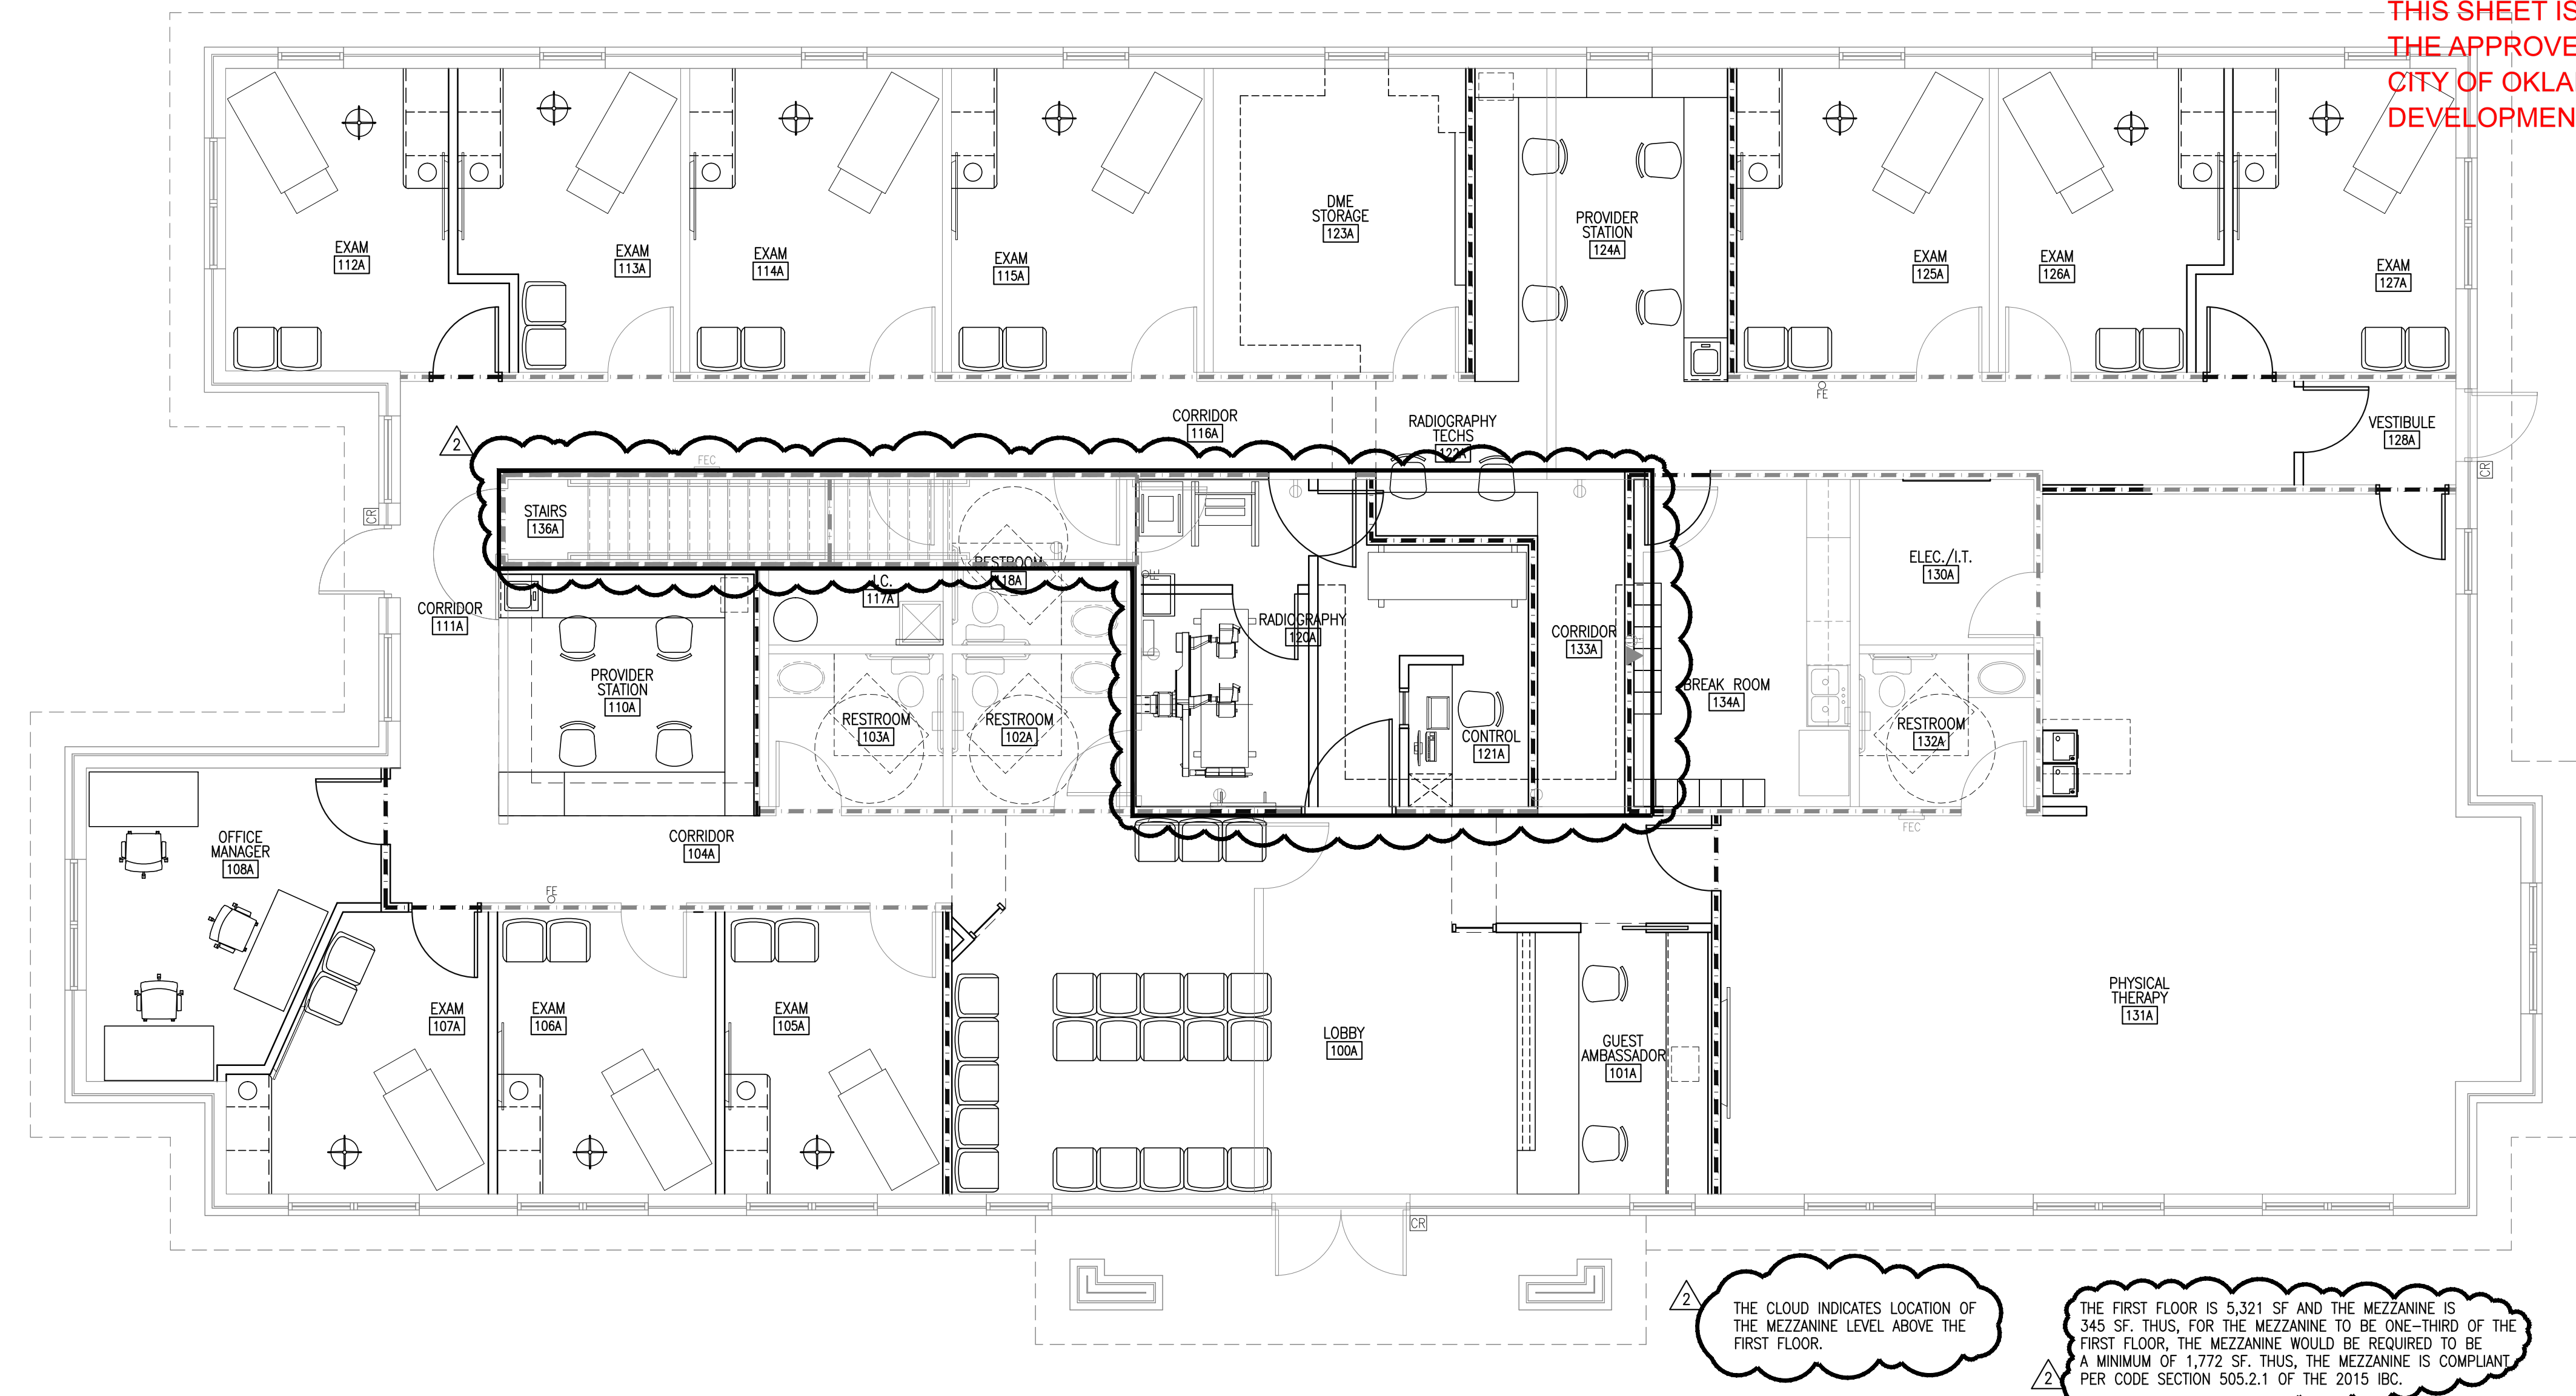 THIS SHEET IS
THE APPROVE
CITY OF OKLA
DEVELOPMEN
DME
STORAGE
123A
PROVIDER
STATION
124A
EXAM
112A
EXAM
113A
EXAM
114A
EXAM
115A
EXAM
125A
EXAM
126A
EXAM
127A
FE
CORRIDOR
116A
RADIOGRAPHY
TECHS
122A
VESTIBULE
128A
2
FEC
CR
CR
STAIRS
136A
RESTROOM
118A
J.C.
117A
FE
ELEC./I.T.
130A
CORRIDOR
111A
RADIOGRAPHY
120A
CORRIDOR
133A
PROVIDER
STATION
110A
BREAK ROOM
134A
RESTROOM
103A
RESTROOM
102A
CONTROL
121A
RESTROOM
132A
OFFICE
MANAGER
108A
CORRIDOR
104A
FEC
FE
EXAM
107A
EXAM
106A
EXAM
105A
LOBBY
100A
GUEST
AMBASSADOR
101A
PHYSICAL
THERAPY
131A
CR
2
THE CLOUD INDICATES LOCATION OF
THE MEZZANINE LEVEL ABOVE THE
FIRST FLOOR.
2
THE FIRST FLOOR IS 5,321 SF AND THE MEZZANINE IS
345 SF. THUS, FOR THE MEZZANINE TO BE ONE-THIRD OF THE
FIRST FLOOR, THE MEZZANINE WOULD BE REQUIRED TO BE
A MINIMUM OF 1,772 SF. THUS, THE MEZZANINE IS COMPLIANT
PER CODE SECTION 505.2.1 OF THE 2015 IBC.